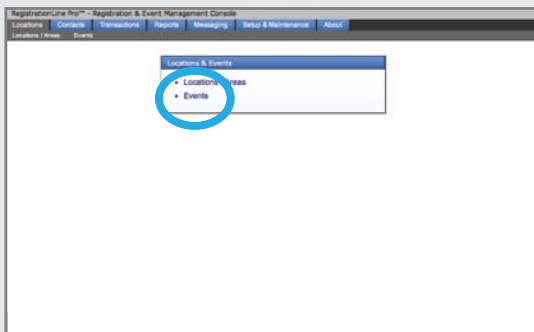 RegistrationLine Pro™ - Registration & Event Management Console
Locations Contacts Transactions Reports Messaging Setup & Maintenance About
Locations / Areas Events
Locations & Events
• Locations / Areas
• Events